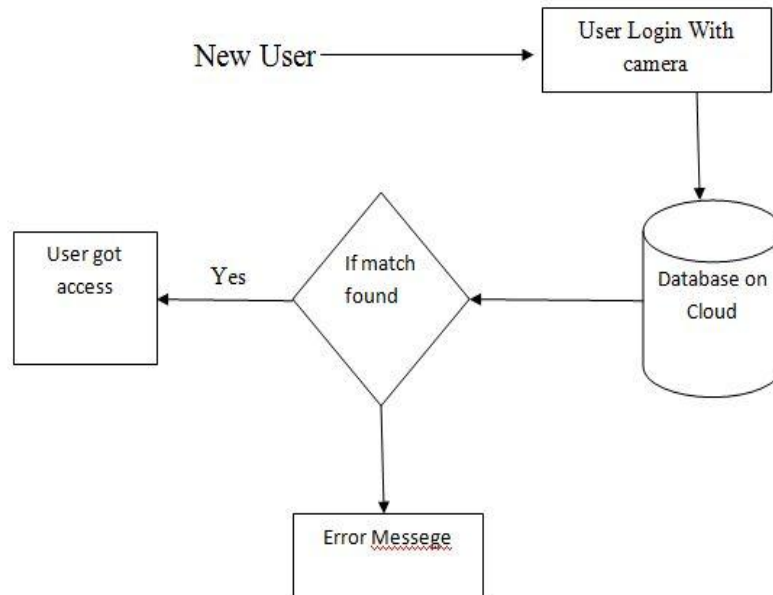 New User
User Login With
camera
Database on
Cloud
If match
found
Yes
User got
access
Error Messege